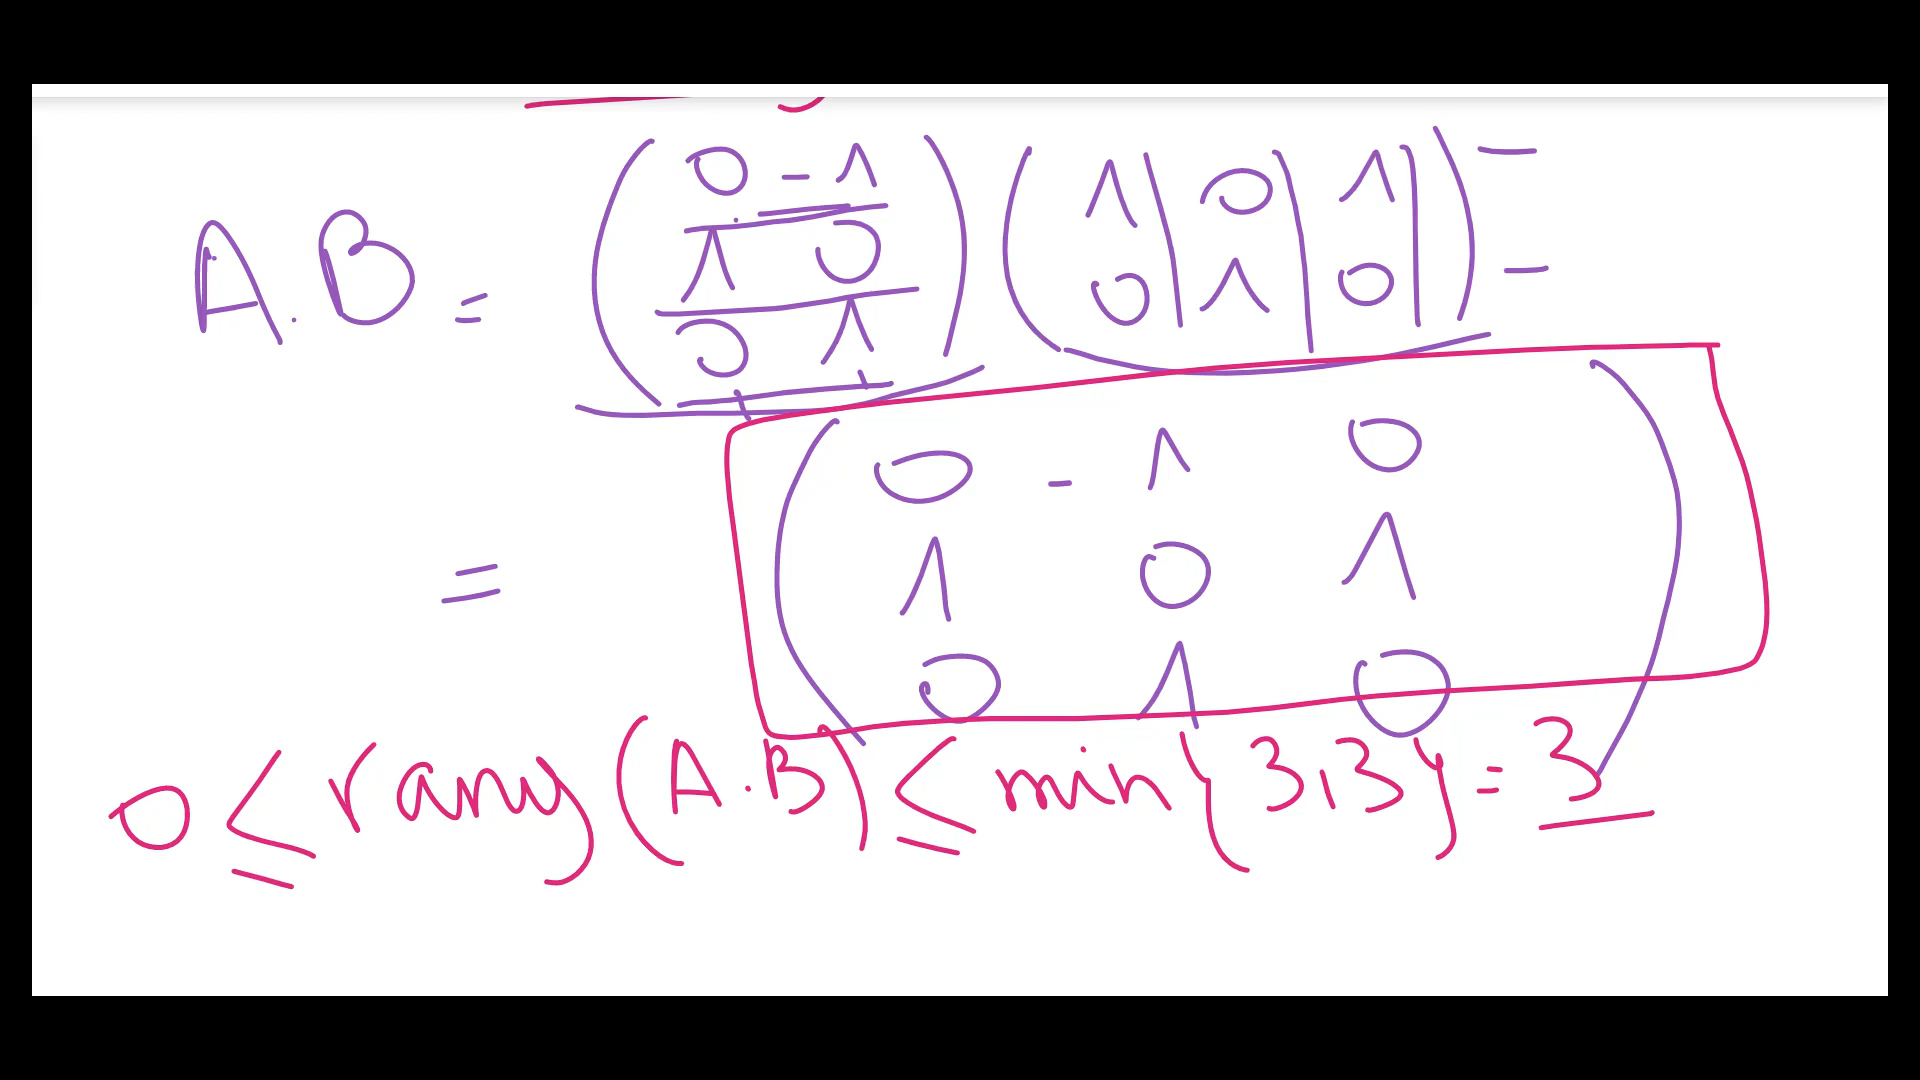 A.B = ( 0 -1 ) ( 1 | 0 | 1 | ) =
( 1 0 ) ( 0 | 1 | 0 | )
( 0 1 )
= ( 0 -1 0 )
( 1 0 1 )
( 0 1 0 )
0 ≤ rang (A.B) ≤ min{3,3} = 3